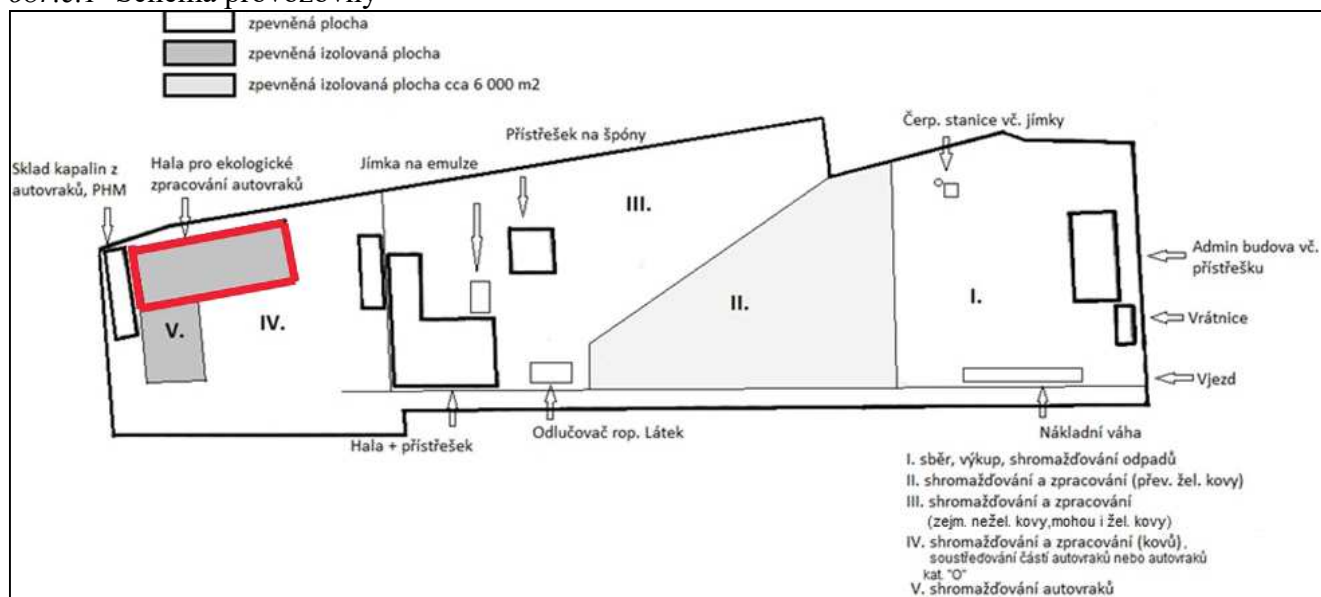 Schéma provozovny
zpevněná plocha
zpevněná izolovaná plocha
zpevněná izolovaná plocha cca 6 000 m2
Sklad kapalin z
autovraků, PHM
Hala pro ekologické
zpracování autovraků
Jímka na emulze
Přístřešek na špóny
Čerp. stanice vč. jímky
III.
Admin budova vč.
přístřešku
II.
I.
Vrátnice
V.
IV.
Vjezd
Hala + přístřešek
Odlučovač rop. Látek
Nákladní váha
I. sběr, výkup, shromažďování odpadů
II. shromažďování a zpracování (přev. žel. kovy)
III. shromažďování a zpracování
(zejm. nežel. kovy,mohou i žel. kovy)
IV. shromažďování a zpracování (kovů),
soustřeďování částí autovraků nebo autovraků
kat. "O"
V. shromažďování autovraků